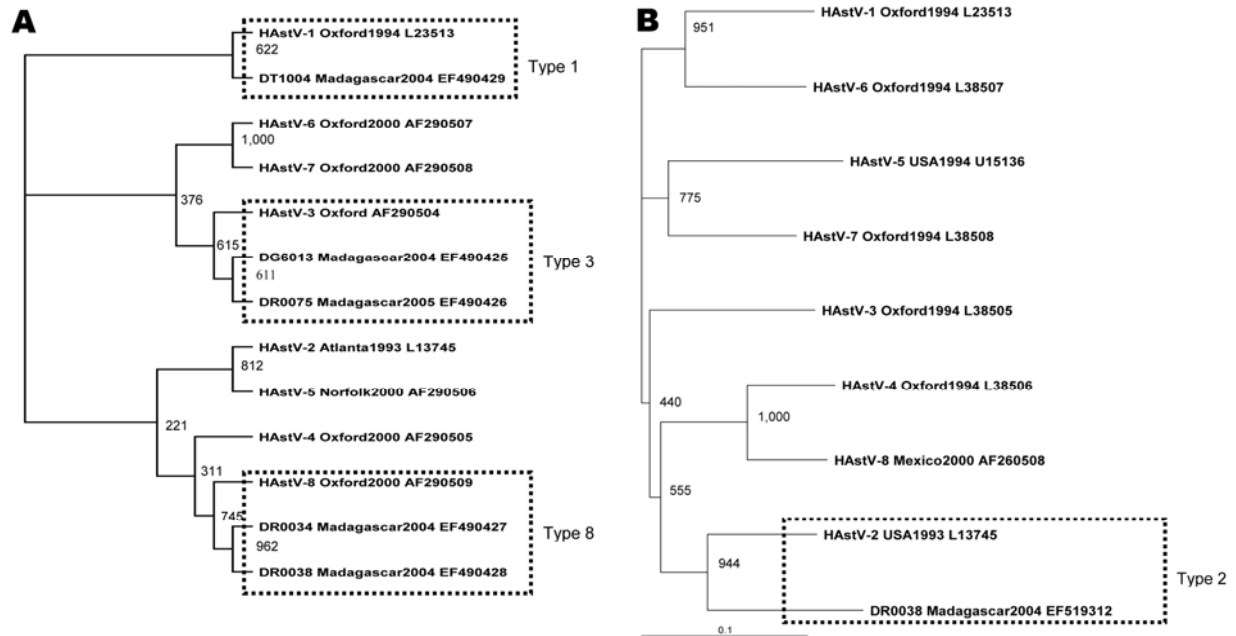 A
HAstV-1 Oxford1994 L23513
622
Type 1
DT1004 Madagascar2004 EF490429
HAstV-6 Oxford2000 AF290507
1,000
HAstV-7 Oxford2000 AF290508
376
HAstV-3 Oxford AF290504
615
DG6013 Madagascar2004 EF490425
Type 3
611
DR0075 Madagascar2005 EF490426
HAstV-2 Atlanta1993 L13745
812
HAstV-5 Norfolk2000 AF290506
221
HAstV-4 Oxford2000 AF290505
311
HAstV-8 Oxford2000 AF290509
745
DR0034 Madagascar2004 EF490427
Type 8
962
DR0038 Madagascar2004 EF490428
B
HAstV-1 Oxford1994 L23513
951
HAstV-6 Oxford1994 L38507
HAstV-5 USA1994 U15136
775
HAstV-7 Oxford1994 L38508
HAstV-3 Oxford1994 L38505
440
HAstV-4 Oxford1994 L38506
1,000
HAstV-8 Mexico2000 AF260508
555
HAstV-2 USA1993 L13745
944
Type 2
DR0038 Madagascar2004 EF519312
0.1